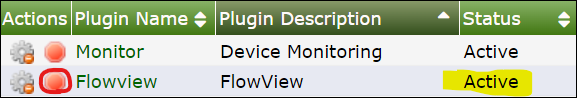 Actions Plugin Name Plugin Description Status
Monitor Device Monitoring Active
Flowview FlowView Active